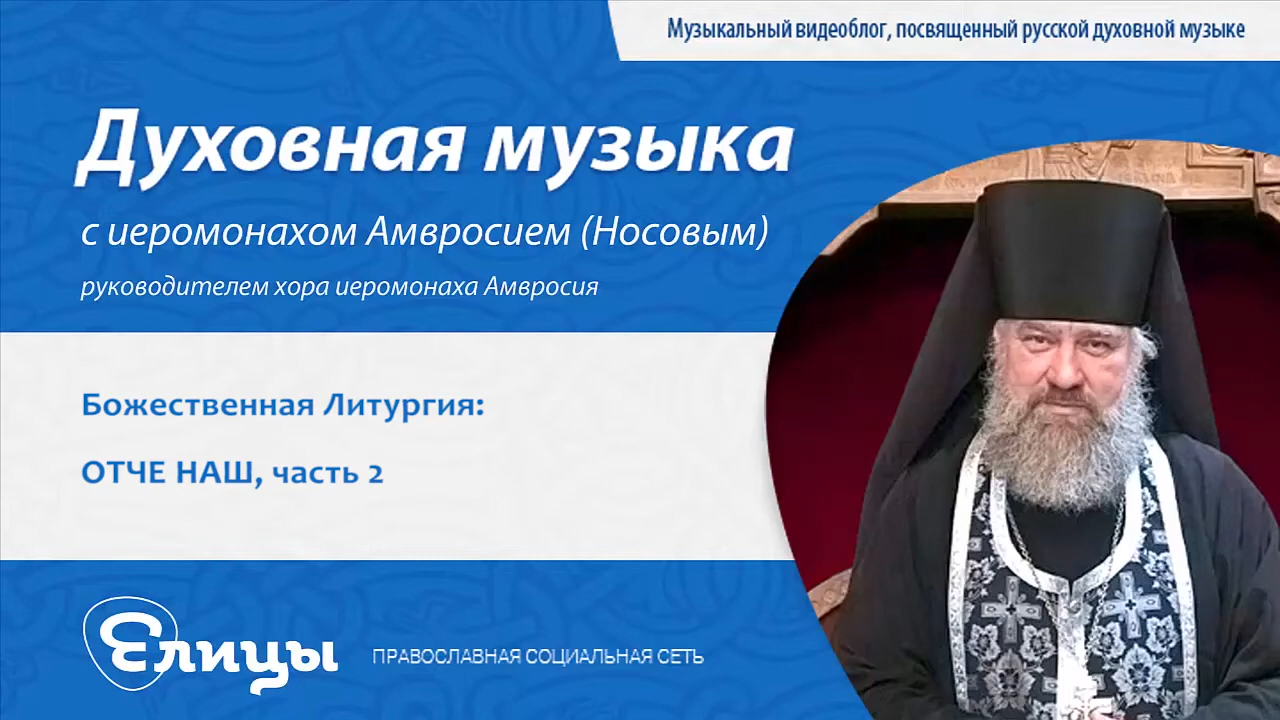 Музыкальный видеоблог, посвященный русской духовной музыке
Духовная музыка
с иеромонахом Амвросием (Носовым)
руководителем хора иеромонаха Амвросия
Божественная Литургия:
ОТЧЕ НАШ, часть 2
Елицы
ПРАВОСЛАВНАЯ СОЦИАЛЬНАЯ СЕТЬ